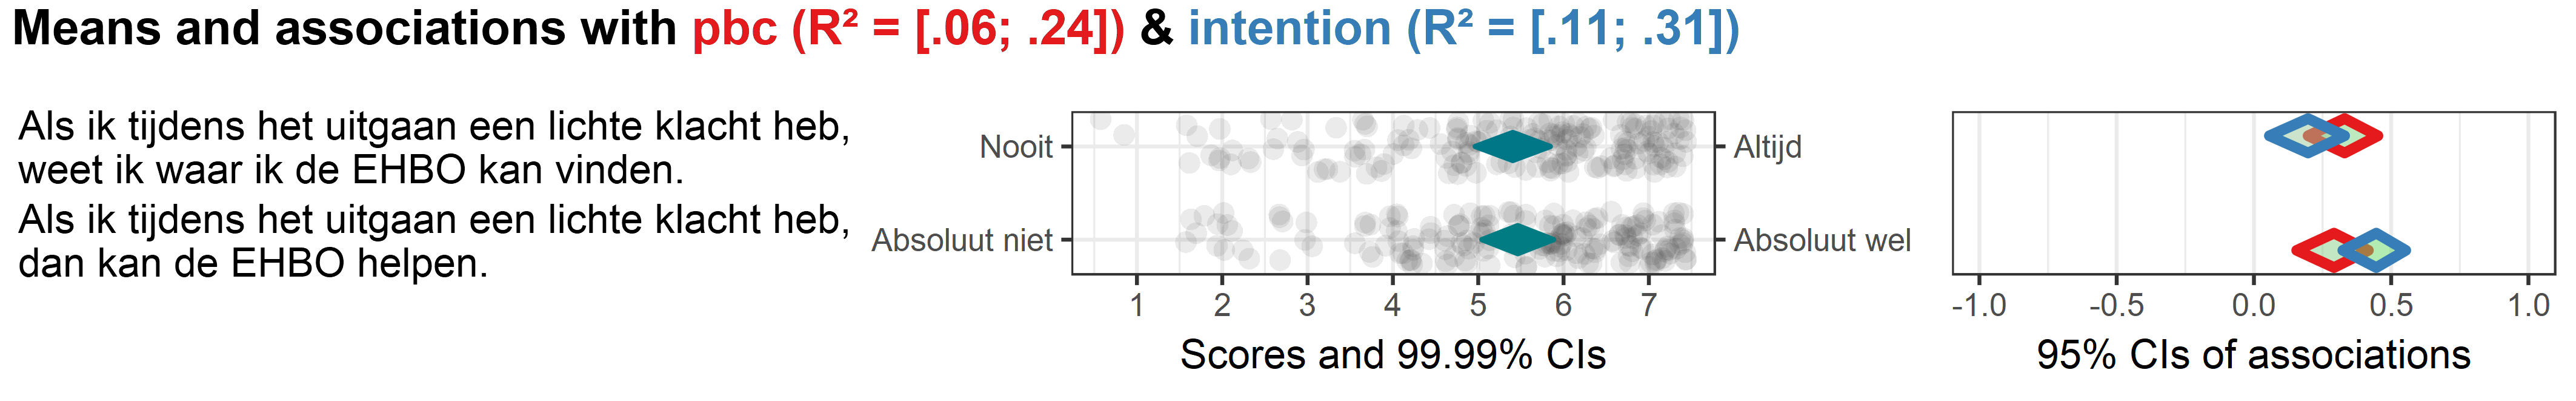 Means and associations with pbc (R² = [.06; .24]) & intention (R² = [.11; .31])
Als ik tijdens het uitgaan een lichte klacht heb,
weet ik waar ik de EHBO kan vinden.
Nooit
Altijd
Als ik tijdens het uitgaan een lichte klacht heb,
dan kan de EHBO helpen.
Absoluut niet
Absoluut wel
1 2 3 4 5 6 7
Scores and 99.99% CIs
-1.0 -0.5 0.0 0.5 1.0
95% CIs of associations